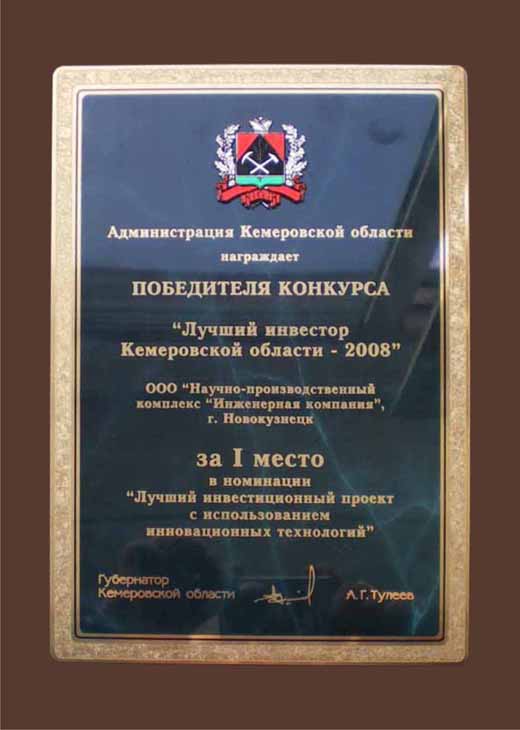 Администрация Кемеровской области
награждает
ПОБЕДИТЕЛЯ КОНКУРСА
“Лучший инвестор
Кемеровской области - 2008”
ООО “Научно-производственный
комплекс “Инженерная компания”,
г. Новокузнецк
за I место
в номинации
“Лучший инвестиционный проект
с использованием
инновационных технологий”
Губернатор
Кемеровской области А.Г.Тулеев